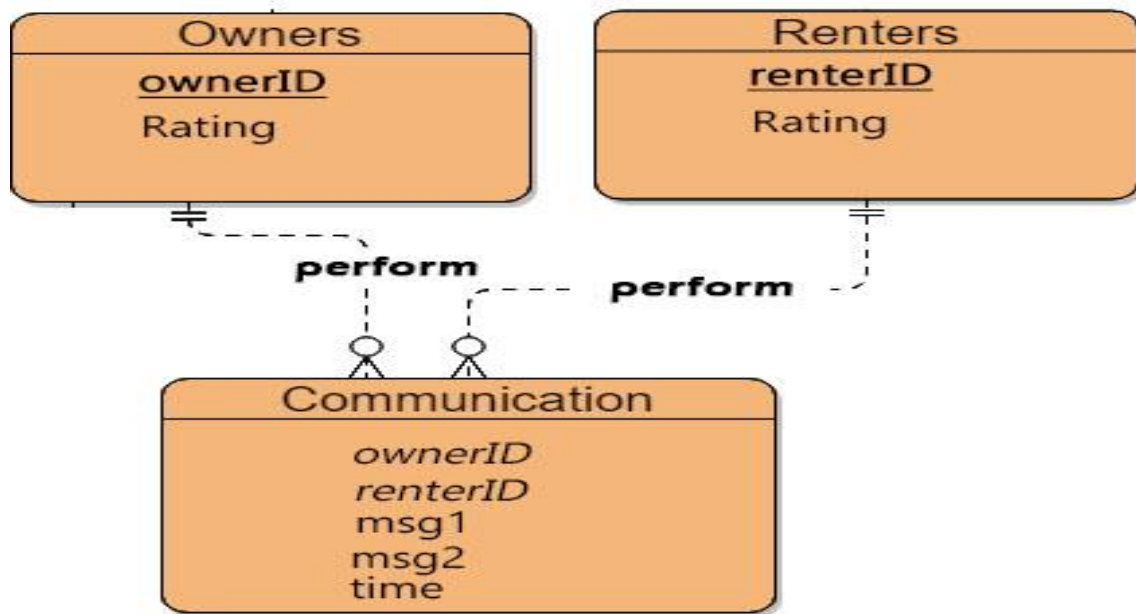 Owners
ownerID
Rating
Renters
renterID
Rating
perform
perform
Communication
ownerID
renterID
msg1
msg2
time